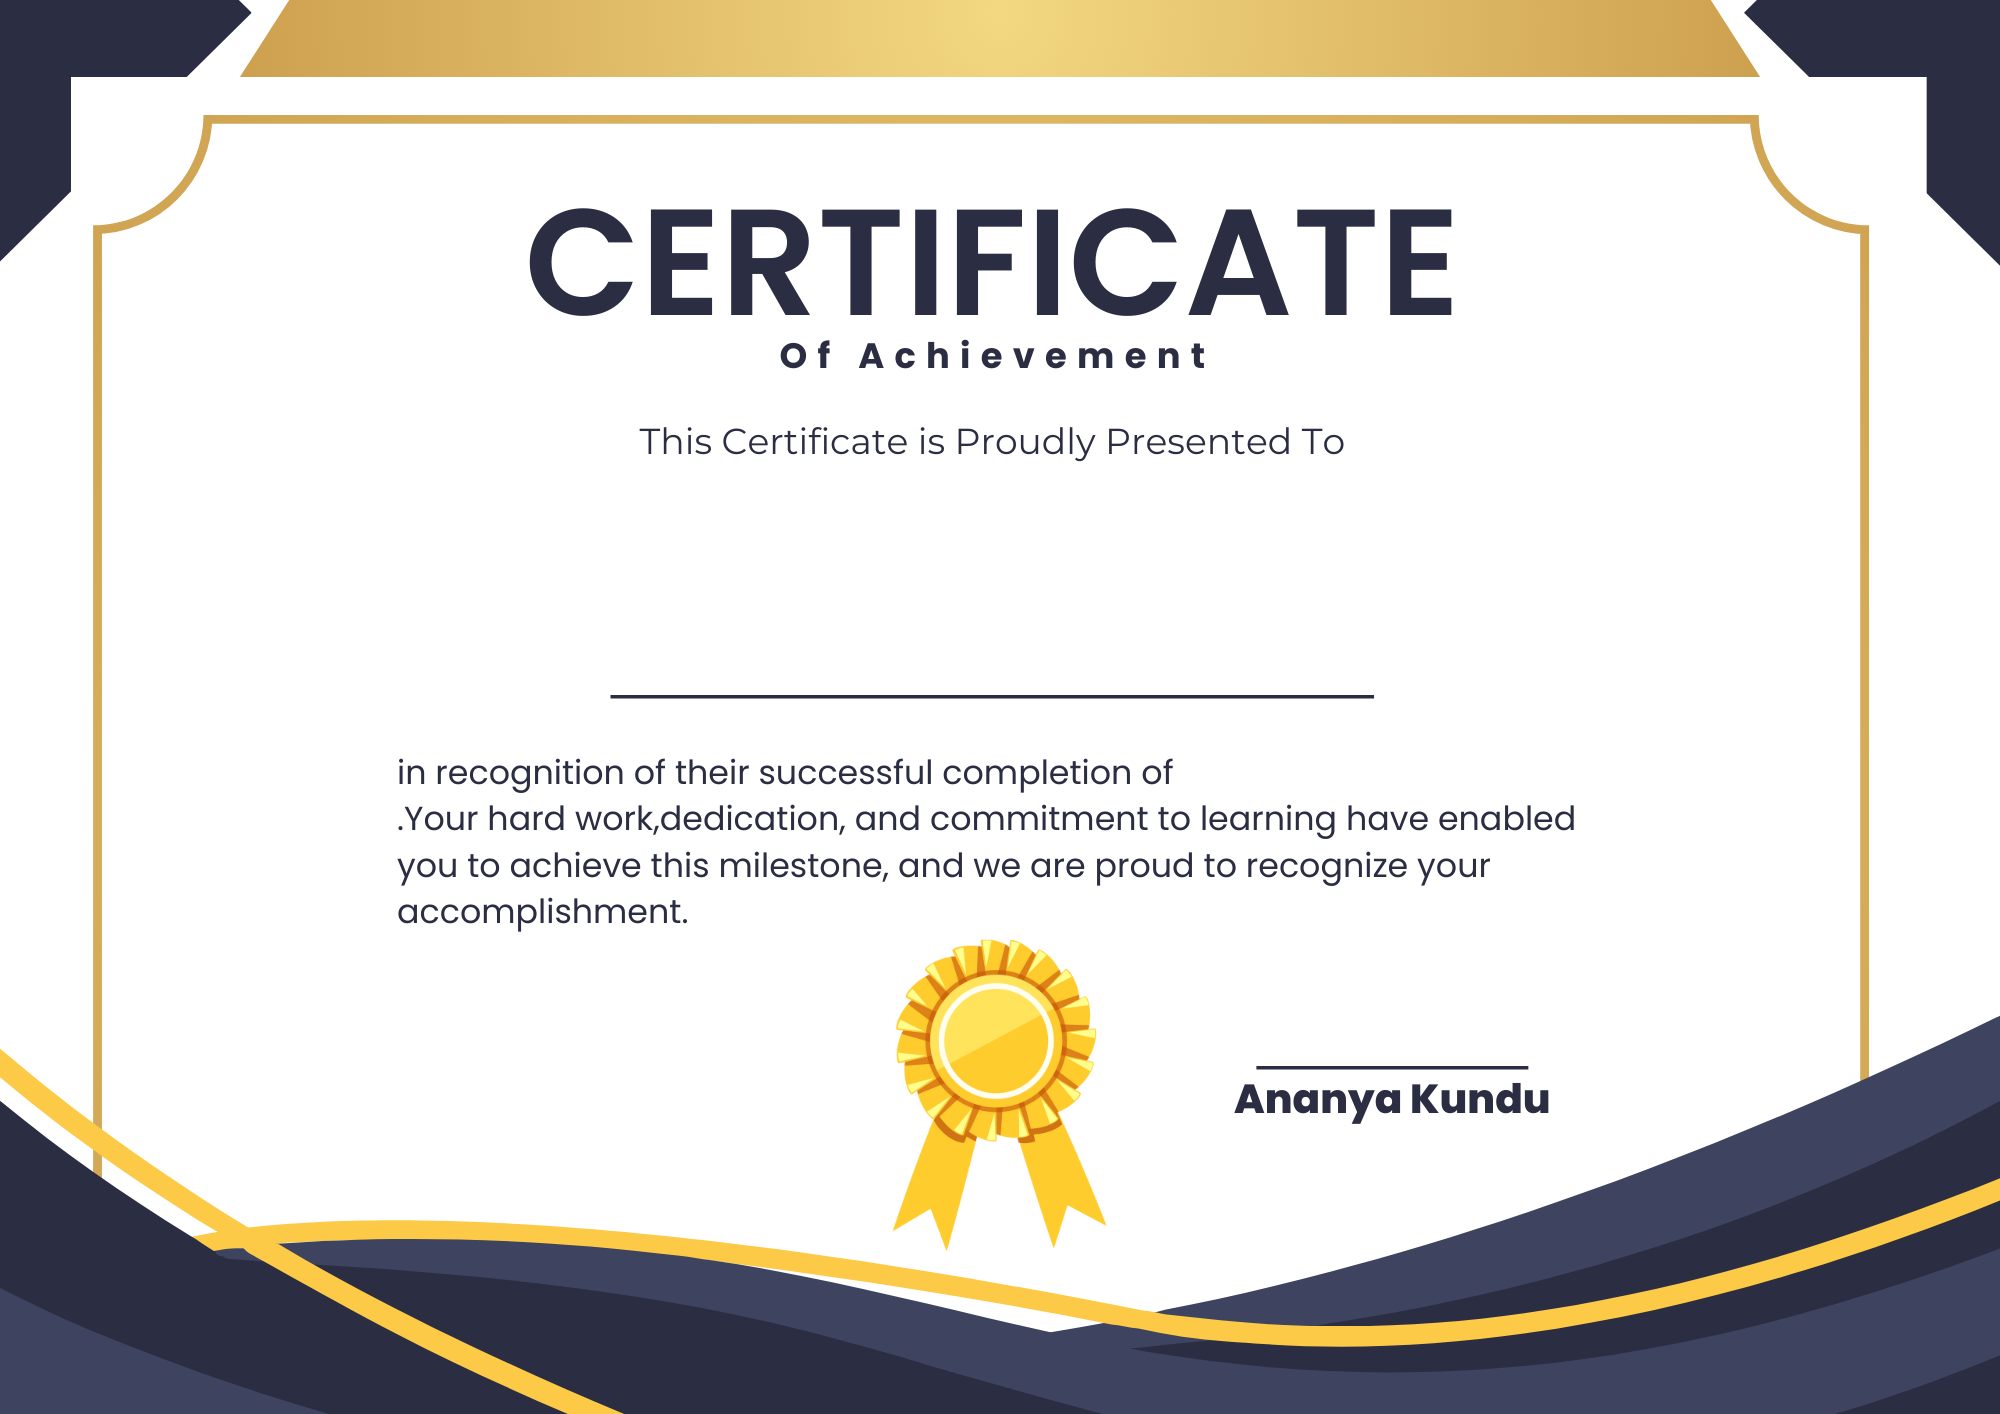 CERTIFICATE
Of Achievement
This Certificate is Proudly Presented To
in recognition of their successful completion of
.Your hard work,dedication, and commitment to learning have enabled
you to achieve this milestone, and we are proud to recognize your
accomplishment.
Ananya Kundu